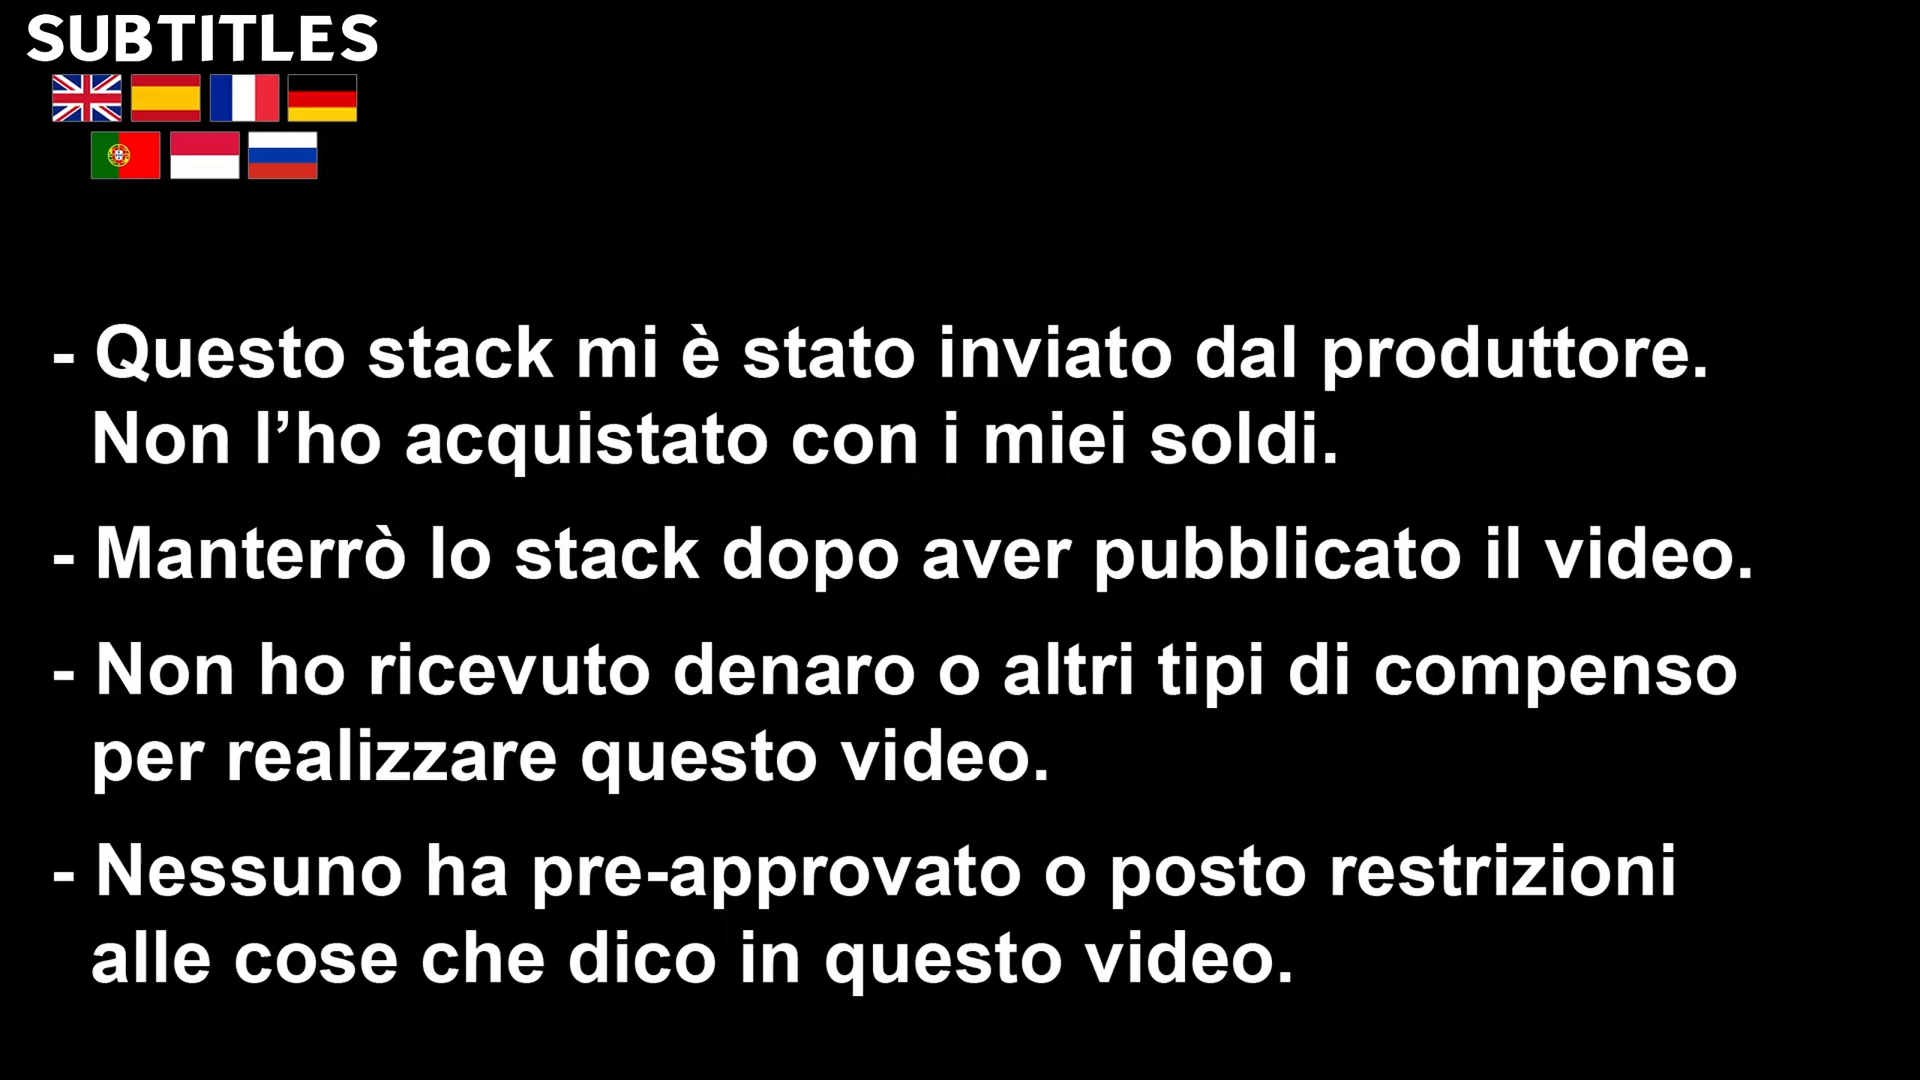 SUBTITLES
- Questo stack mi è stato inviato dal produttore.
Non l’ho acquistato con i miei soldi.
- Manterrò lo stack dopo aver pubblicato il video.
- Non ho ricevuto denaro o altri tipi di compenso
per realizzare questo video.
- Nessuno ha pre-approvato o posto restrizioni
alle cose che dico in questo video.